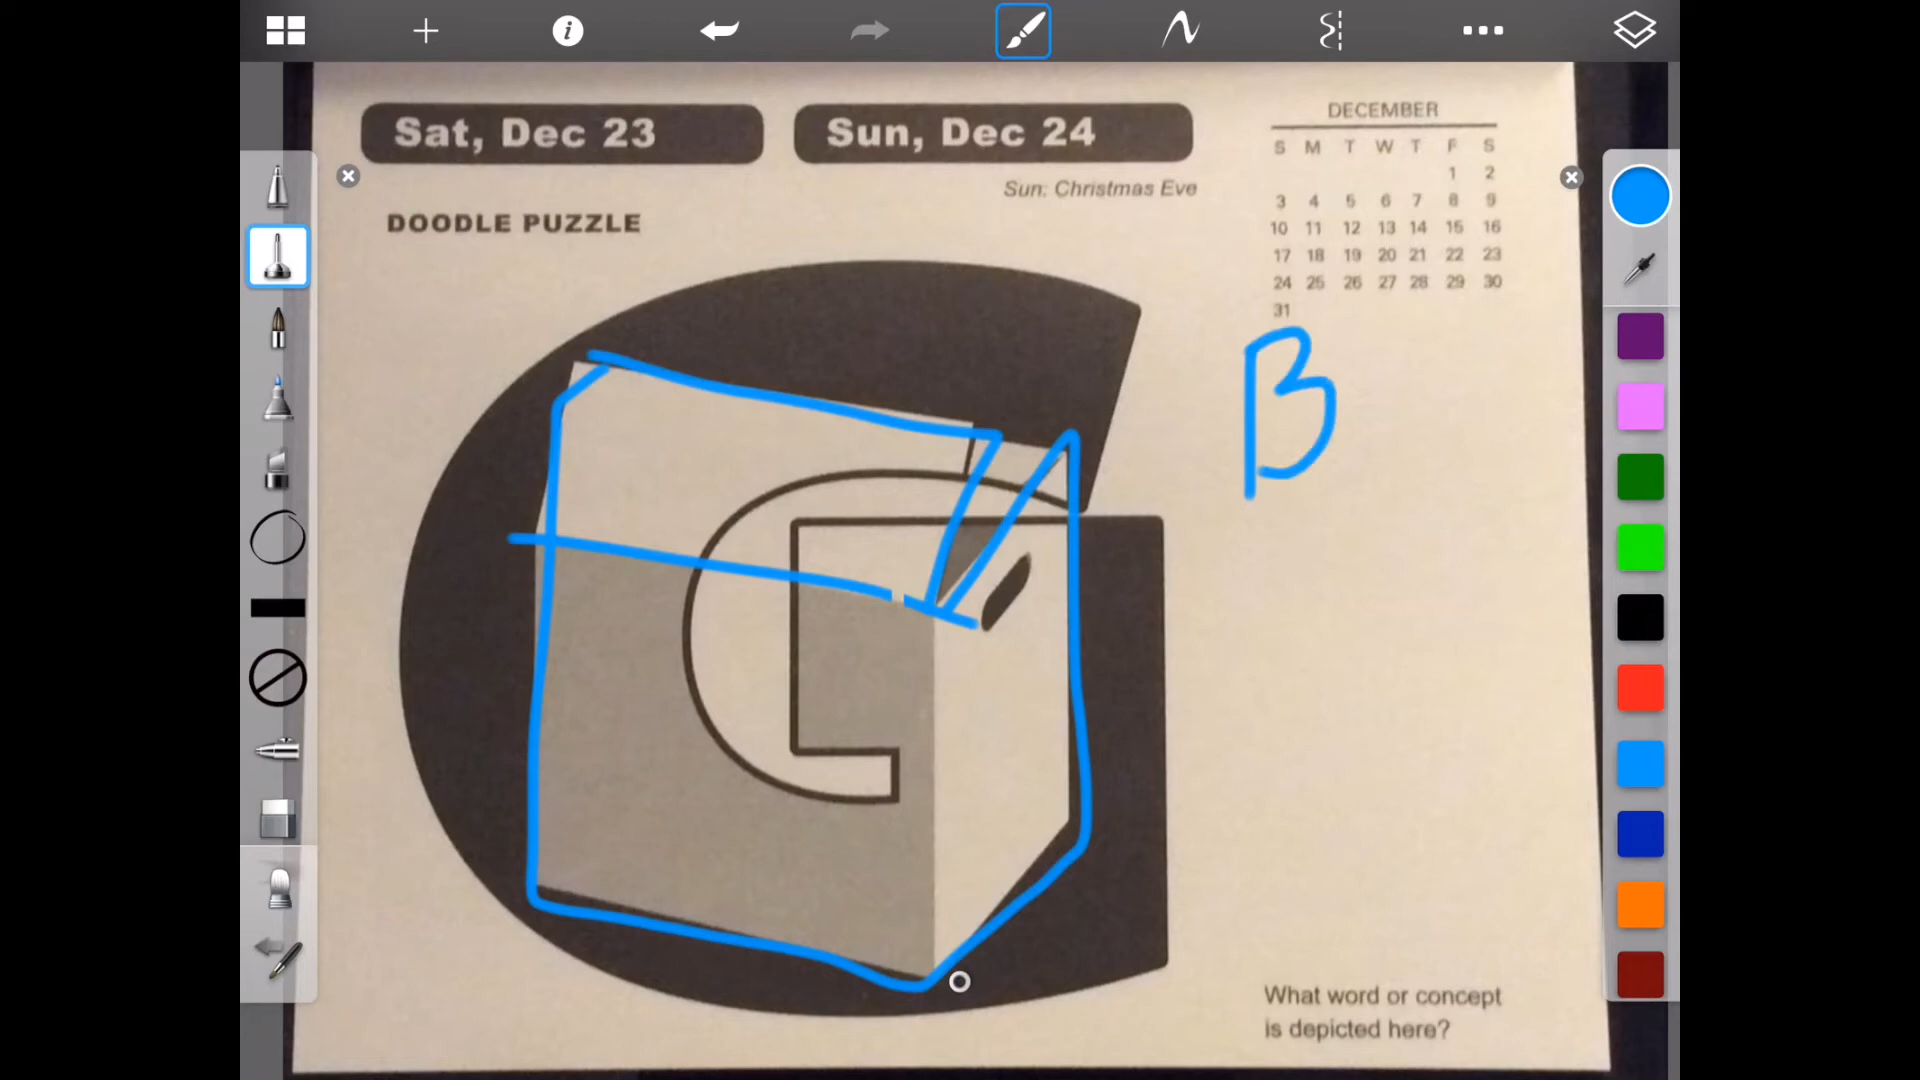 Sat, Dec 23
Sun, Dec 24
Sun: Christmas Eve
DOODLE PUZZLE
DECEMBER
S M T W T F S
1 2
3 4 5 6 7 8 9
10 11 12 13 14 15 16
17 18 19 20 21 22 23
24 25 26 27 28 29 30
31
G
G
B
What word or concept
is depicted here?